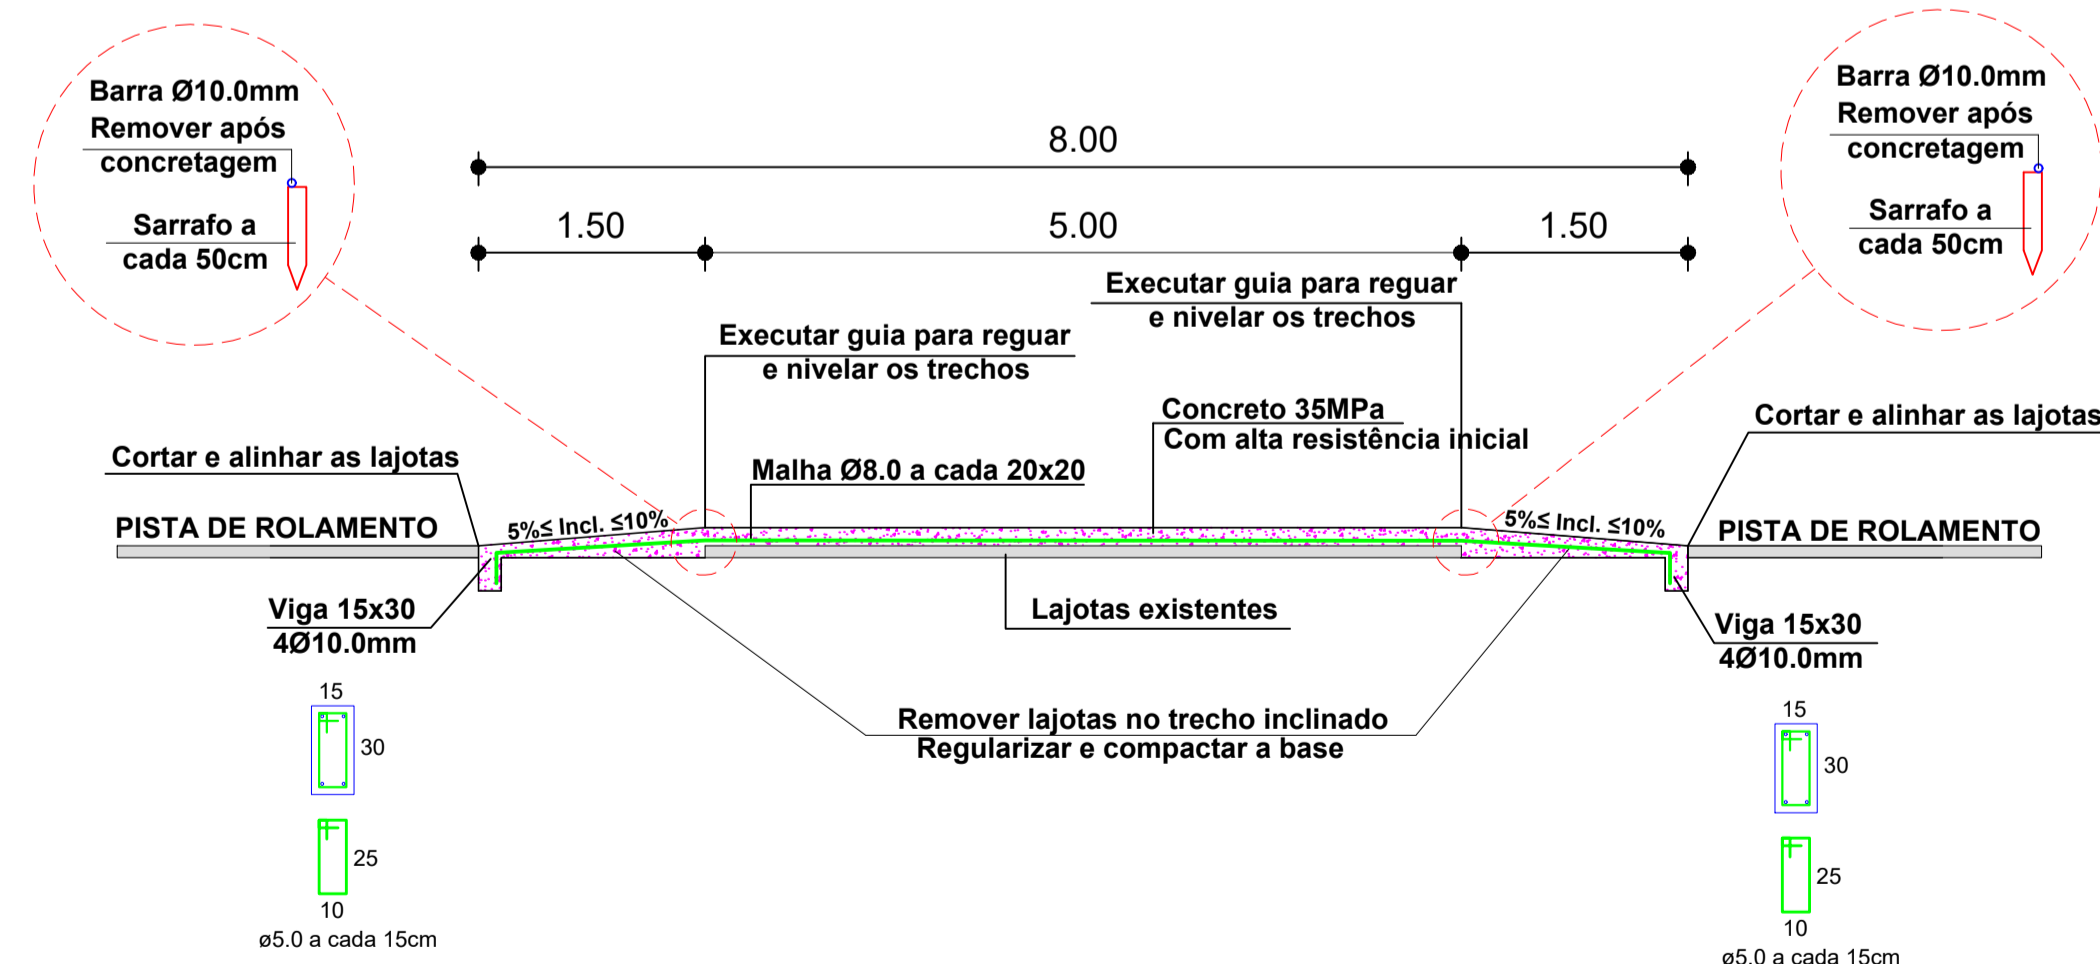 Barra Ø10.0mm
Remover após
concretagem
Sarrafo a
cada 50cm
Barra Ø10.0mm
Remover após
concretagem
Sarrafo a
cada 50cm
8.00
1.50
5.00
1.50
Executar guia para reguar
e nivelar os trechos
Executar guia para reguar
e nivelar os trechos
Concreto 35MPa
Com alta resistência inicial
Cortar e alinhar as lajotas
Cortar e alinhar as lajotas
Malha Ø8.0 a cada 20x20
PISTA DE ROLAMENTO
5%≤ Incl. ≤10%
5%≤ Incl. ≤10%
PISTA DE ROLAMENTO
Viga 15x30
4Ø10.0mm
Lajotas existentes
Viga 15x30
4Ø10.0mm
Remover lajotas no trecho inclinado
Regularizar e compactar a base
15
30
25
10
ø5.0 a cada 15cm
15
30
25
10
ø5.0 a cada 15cm